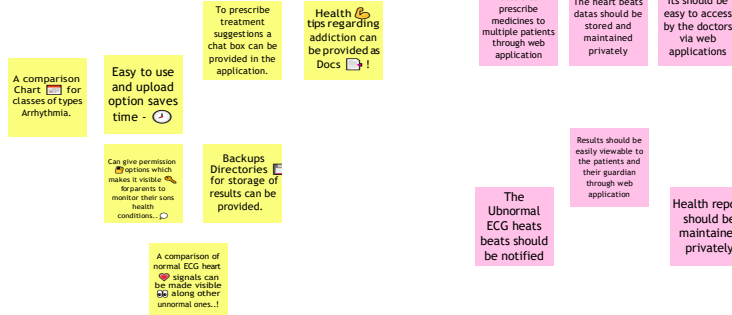 To prescribe
treatment
suggestions a
chat box can be
provided in the
application.
Health 💪
tips regarding
addiction can
be provided as
Docs !
A comparison
Chart for
classes of types
Arrhythmia.
Easy to use
and upload
option saves
time -
Can give permission
options which
makes it visible
forparents to
monitor their sons
health
conditions..
Backups
Directories
for storage of
results can be
provided.
A comparison of
normal ECG heart
❤️ signals can
be made visible
👀 along other
unnormal ones..!
prescribe
medicines to
multiple patients
through web
application
The heart beats
datas should be
stored and
maintained
privately
its should be
easy to access
by the doctors
via web
applications
Results should be
easily viewable to
the patients and
their guardian
through web
application
The
Ubnormal
ECG heats
beats should
be notified
Health repo
should be
maintaine
privately